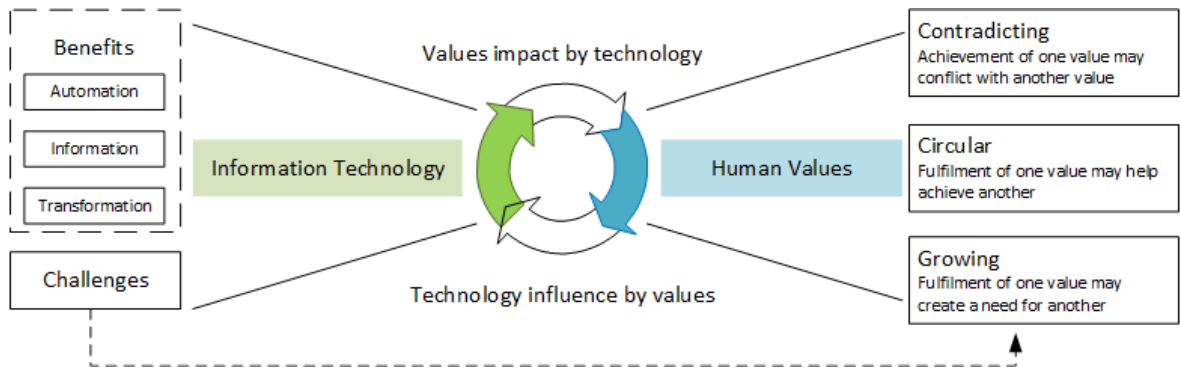 Benefits
Automation
Information
Transformation
Challenges
Information Technology
Values impact by technology
Technology influence by values
Human Values
Contradicting
Achievement of one value may
conflict with another value
Circular
Fulfilment of one value may help
achieve another
Growing
Fulfilment of one value may
create a need for another